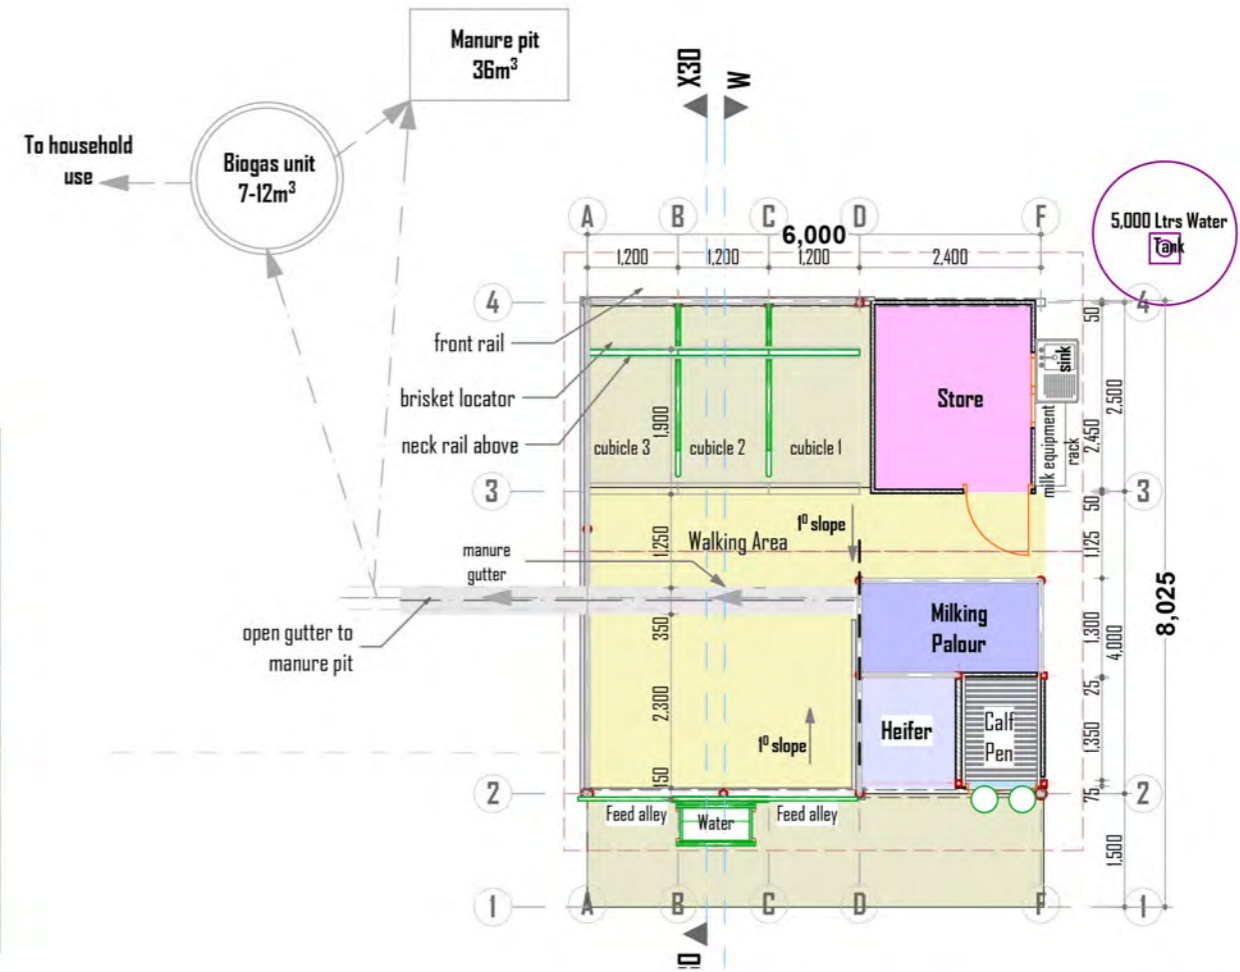 Manure pit
36m³
X30
W
To household
use
Biogas unit
7-12m³
5,000 Ltrs Water
Tank
A
B
C
D
F
6,000
1,200
1,200
1,200
2,400
4
4
front rail
brisket locator
neck rail above
cubicle 3
cubicle 2
cubicle 1
1,900
Store
sink
milk equipment
rack
50
2,450
2,500
3
3
50
1⁰ slope
Walking Area
1,250
1,125
manure
gutter
open gutter to
manure pit
350
Milking
Palour
1,300
4,000
8,025
25
2,300
1⁰ slope
Heifer
Calf
Pen
1,350
150
75
2
2
Feed alley
Water
Feed alley
1,500
1
1
A
B
C
D
F